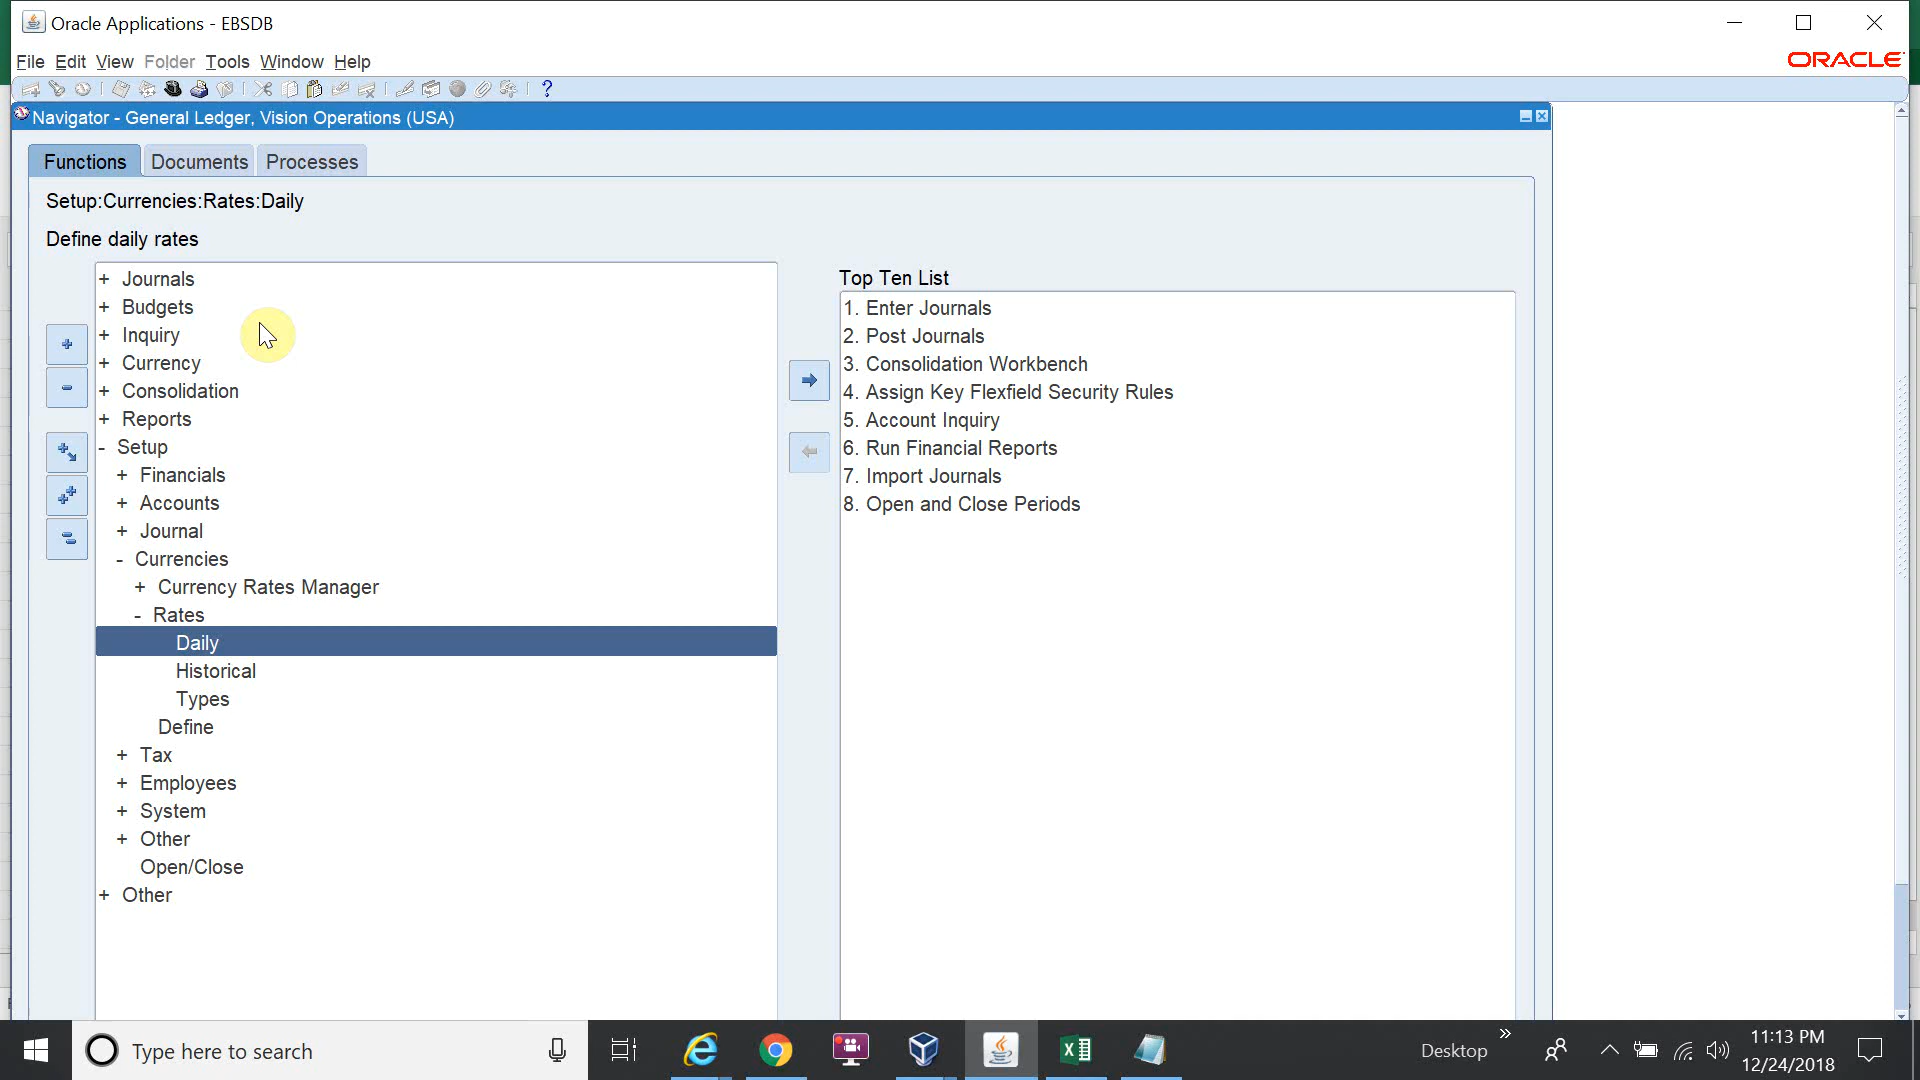 Oracle Applications - EBSDB
File Edit View Folder Tools Window Help
ORACLE
Navigator - General Ledger, Vision Operations (USA)
Functions Documents Processes
Setup:Currencies:Rates:Daily
Define daily rates
+ Journals
+ Budgets
+ Inquiry
+ Currency
+ Consolidation
+ Reports
- Setup
+ Financials
+ Accounts
+ Journal
- Currencies
+ Currency Rates Manager
- Rates
Daily
Historical
Types
Define
+ Tax
+ Employees
+ System
+ Other
Open/Close
+ Other
Top Ten List
1. Enter Journals
2. Post Journals
3. Consolidation Workbench
4. Assign Key Flexfield Security Rules
5. Account Inquiry
6. Run Financial Reports
7. Import Journals
8. Open and Close Periods
Type here to search
Desktop
11:13 PM
12/24/2018